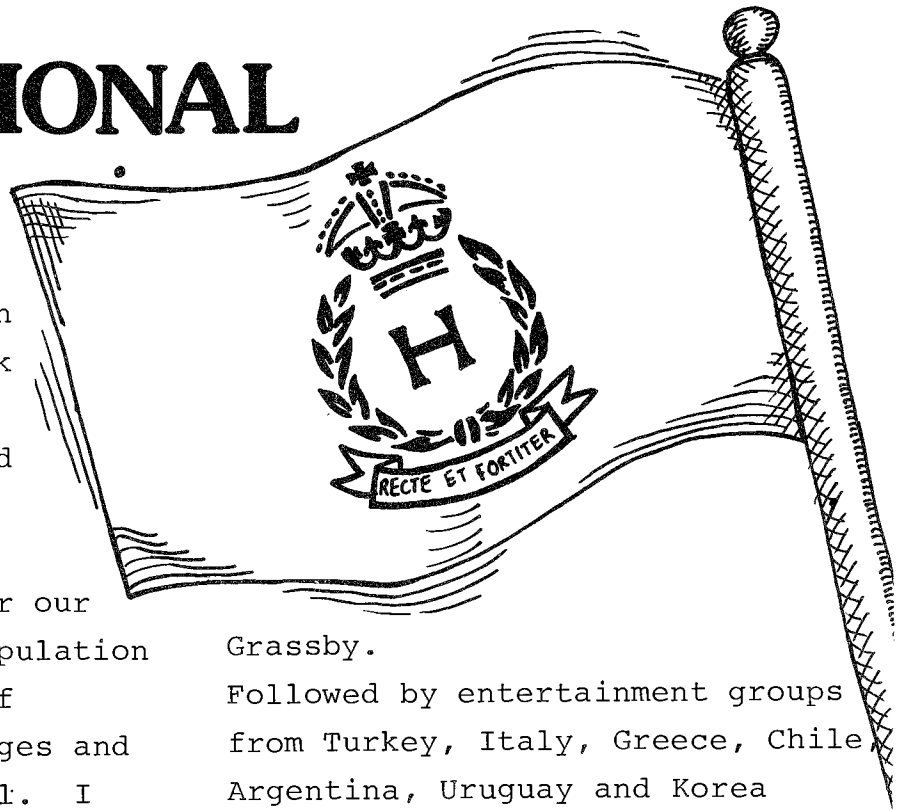 IONAL
H
RECTE ET FORTITER
n
k
d
r our
pulation
f
ges and
l. I
Grassby.
Followed by entertainment groups
from Turkey, Italy, Greece, Chile,
Argentina, Uruguay and Korea